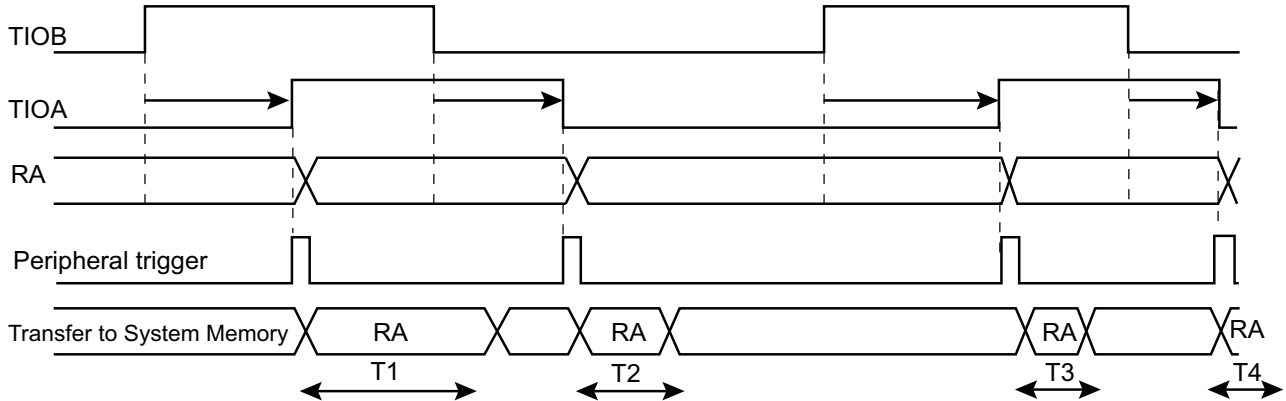 TIOB
TIOA
RA
Peripheral trigger
Transfer to System Memory RA RA RA RA
T1 T2 T3 T4